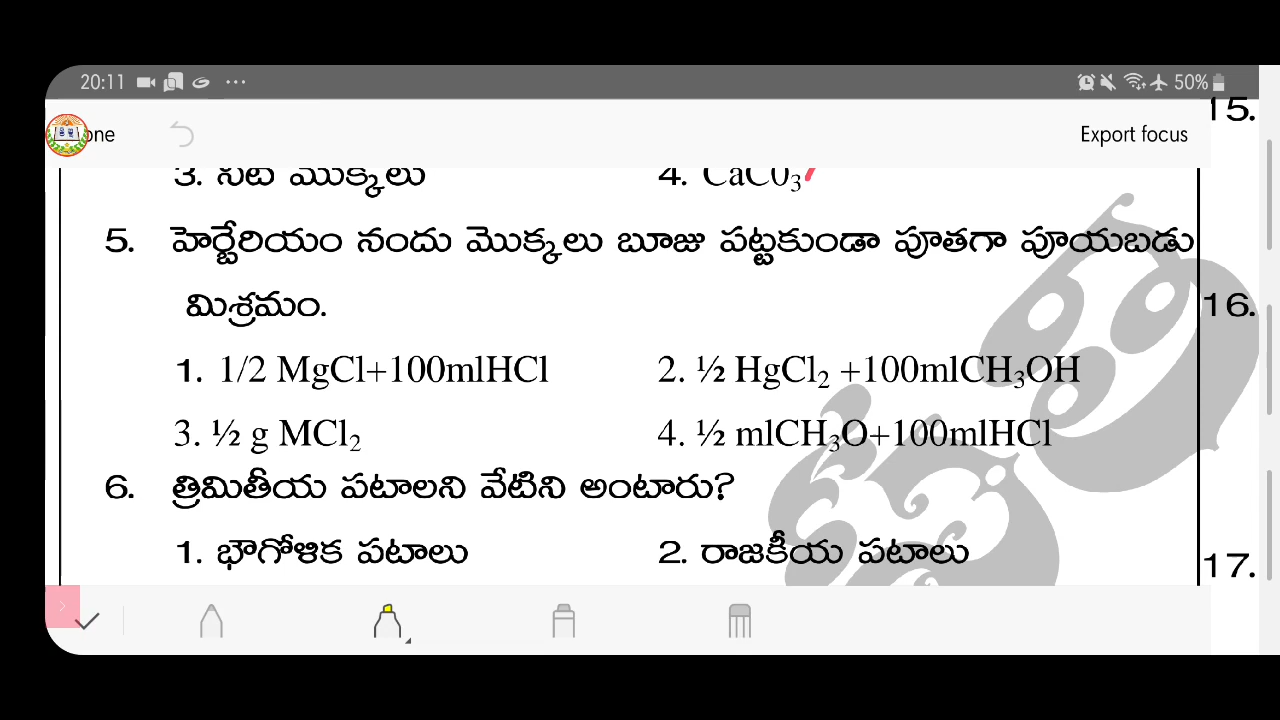 20:11 ... 50%
15.
one Export focus
3. నీటి మొక్కలు 4. CaCO3
5. హెర్బేరియం నందు మొక్కలు బూజు పట్టకుండా పూతగా పూయబడు
16.
మిశ్రమం.
1. 1/2 MgCl+100mlHCl 2. ½ HgCl₂ +100mlCH₃OH
3. ½ g MCl₂ 4. ½ mlCH₃O+100mlHCl
6. త్రిమితీయ పటాలని వేటిని అంటారు?
1. భౌగోళిక పటాలు 2. రాజకీయ పటాలు
17.